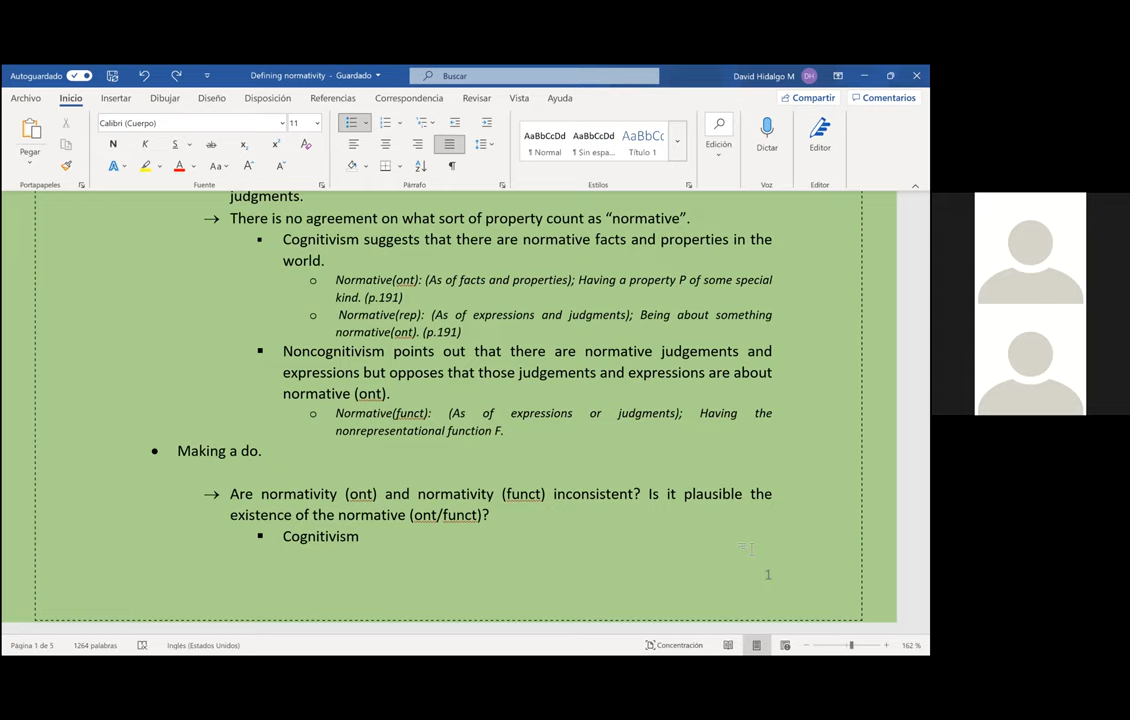 Autoguardado
Defining normativity - Guardado
Buscar
David Hidalgo M
DH
Archivo Inicio Insertar Dibujar Diseño Disposición Referencias Correspondencia Revisar Vista Ayuda
Compartir
Comentarios
Calibri (Cuerpo) 11
Pegar
N K S ab x₂ x²
A A Aa A A
AaBbCcDd AaBbCcDd AaBbCc
¶ Normal ¶ Sin espa... Título 1
Edición
Dictar
Editor
Portapapeles Fuente Párrafo Estilos Voz Editor
judgments.
→ There is no agreement on what sort of property count as “normative”.
▪ Cognitivism suggests that there are normative facts and properties in the
world.
o Normative(ont): (As of facts and properties); Having a property P of some special
kind. (p.191)
o Normative(rep): (As of expressions and judgments); Being about something
normative(ont). (p.191)
▪ Noncognitivism points out that there are normative judgements and
expressions but opposes that those judgements and expressions are about
normative (ont).
o Normative(funct): (As of expressions or judgments); Having the
nonrepresentational function F.
• Making a do.
→ Are normativity (ont) and normativity (funct) inconsistent? Is it plausible the
existence of the normative (ont/funct)?
▪ Cognitivism
1
Página 1 de 5 1264 palabras Inglés (Estados Unidos) Concentración 162 %